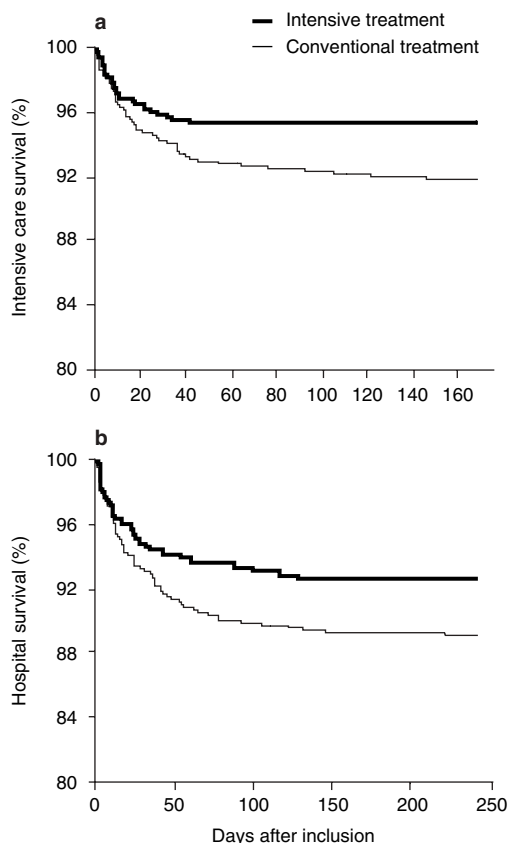 a
Intensive treatment
Conventional treatment
100
96
92
88
84
80
Intensive care survival (%)
0 20 40 60 80 100 120 140 160
b
100
96
92
88
84
80
Hospital survival (%)
0 50 100 150 200 250
Days after inclusion